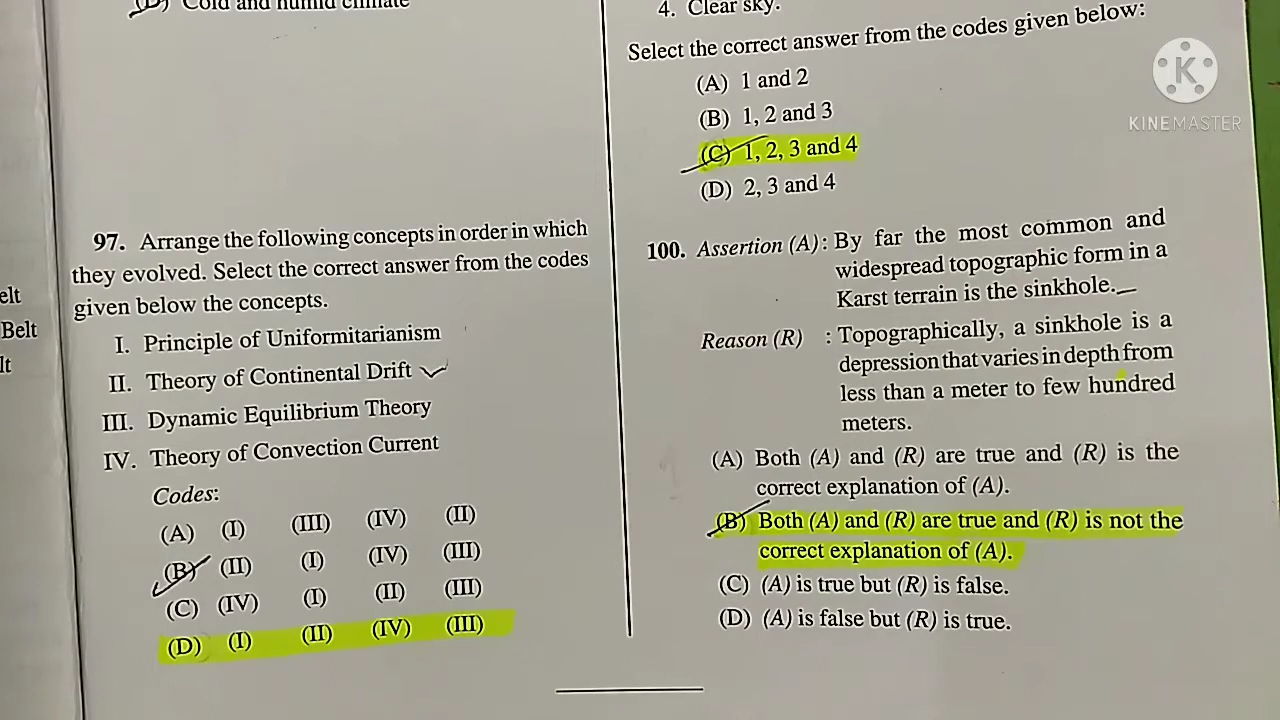 (D) Cold and humid climate
97. Arrange the following concepts in order in which
they evolved. Select the correct answer from the codes
given below the concepts.
I. Principle of Uniformitarianism
II. Theory of Continental Drift
III. Dynamic Equilibrium Theory
IV. Theory of Convection Current
Codes:
(A) (I) (III) (IV) (II)
(B) (II) (I) (IV) (III)
(C) (IV) (I) (II) (III)
(D) (I) (II) (IV) (III)
elt
Belt
lt
4. Clear sky.
Select the correct answer from the codes given below:
(A) 1 and 2
(B) 1, 2 and 3
(C) 1, 2, 3 and 4
(D) 2, 3 and 4
100. Assertion (A): By far the most common and
widespread topographic form in a
Karst terrain is the sinkhole.
Reason (R) : Topographically, a sinkhole is a
depression that varies in depth from
less than a meter to few hundred
meters.
(A) Both (A) and (R) are true and (R) is the
correct explanation of (A).
(B) Both (A) and (R) are true and (R) is not the
correct explanation of (A).
(C) (A) is true but (R) is false.
(D) (A) is false but (R) is true.
K
KINEMASTER